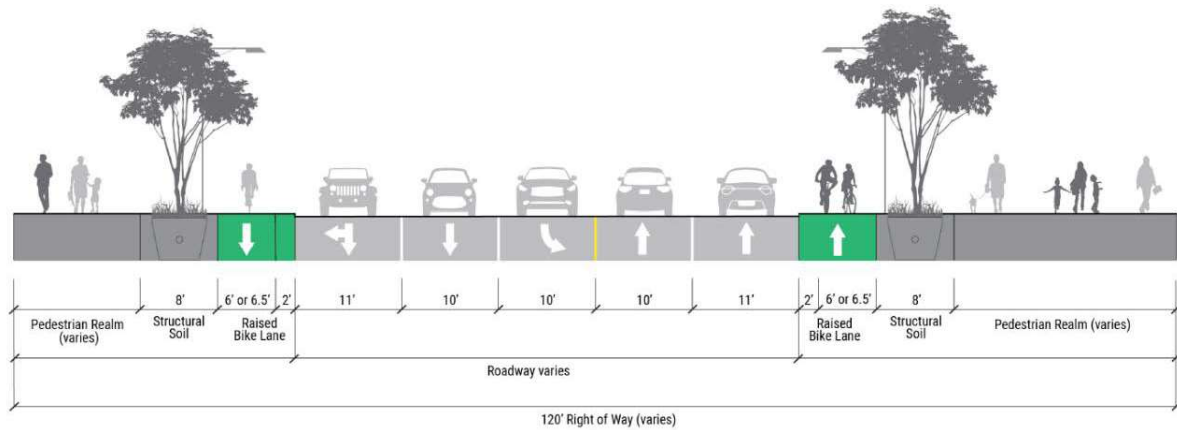 8’ 6’ or 6.5’ 2’ 11’ 10’ 10’ 10’ 11’ 2’ 6’ or 6.5’ 8’
Pedestrian Realm
(varies)
Structural
Soil
Raised
Bike Lane
Raised
Bike Lane
Structural
Soil
Pedestrian Realm (varies)
Roadway varies
120’ Right of Way (varies)